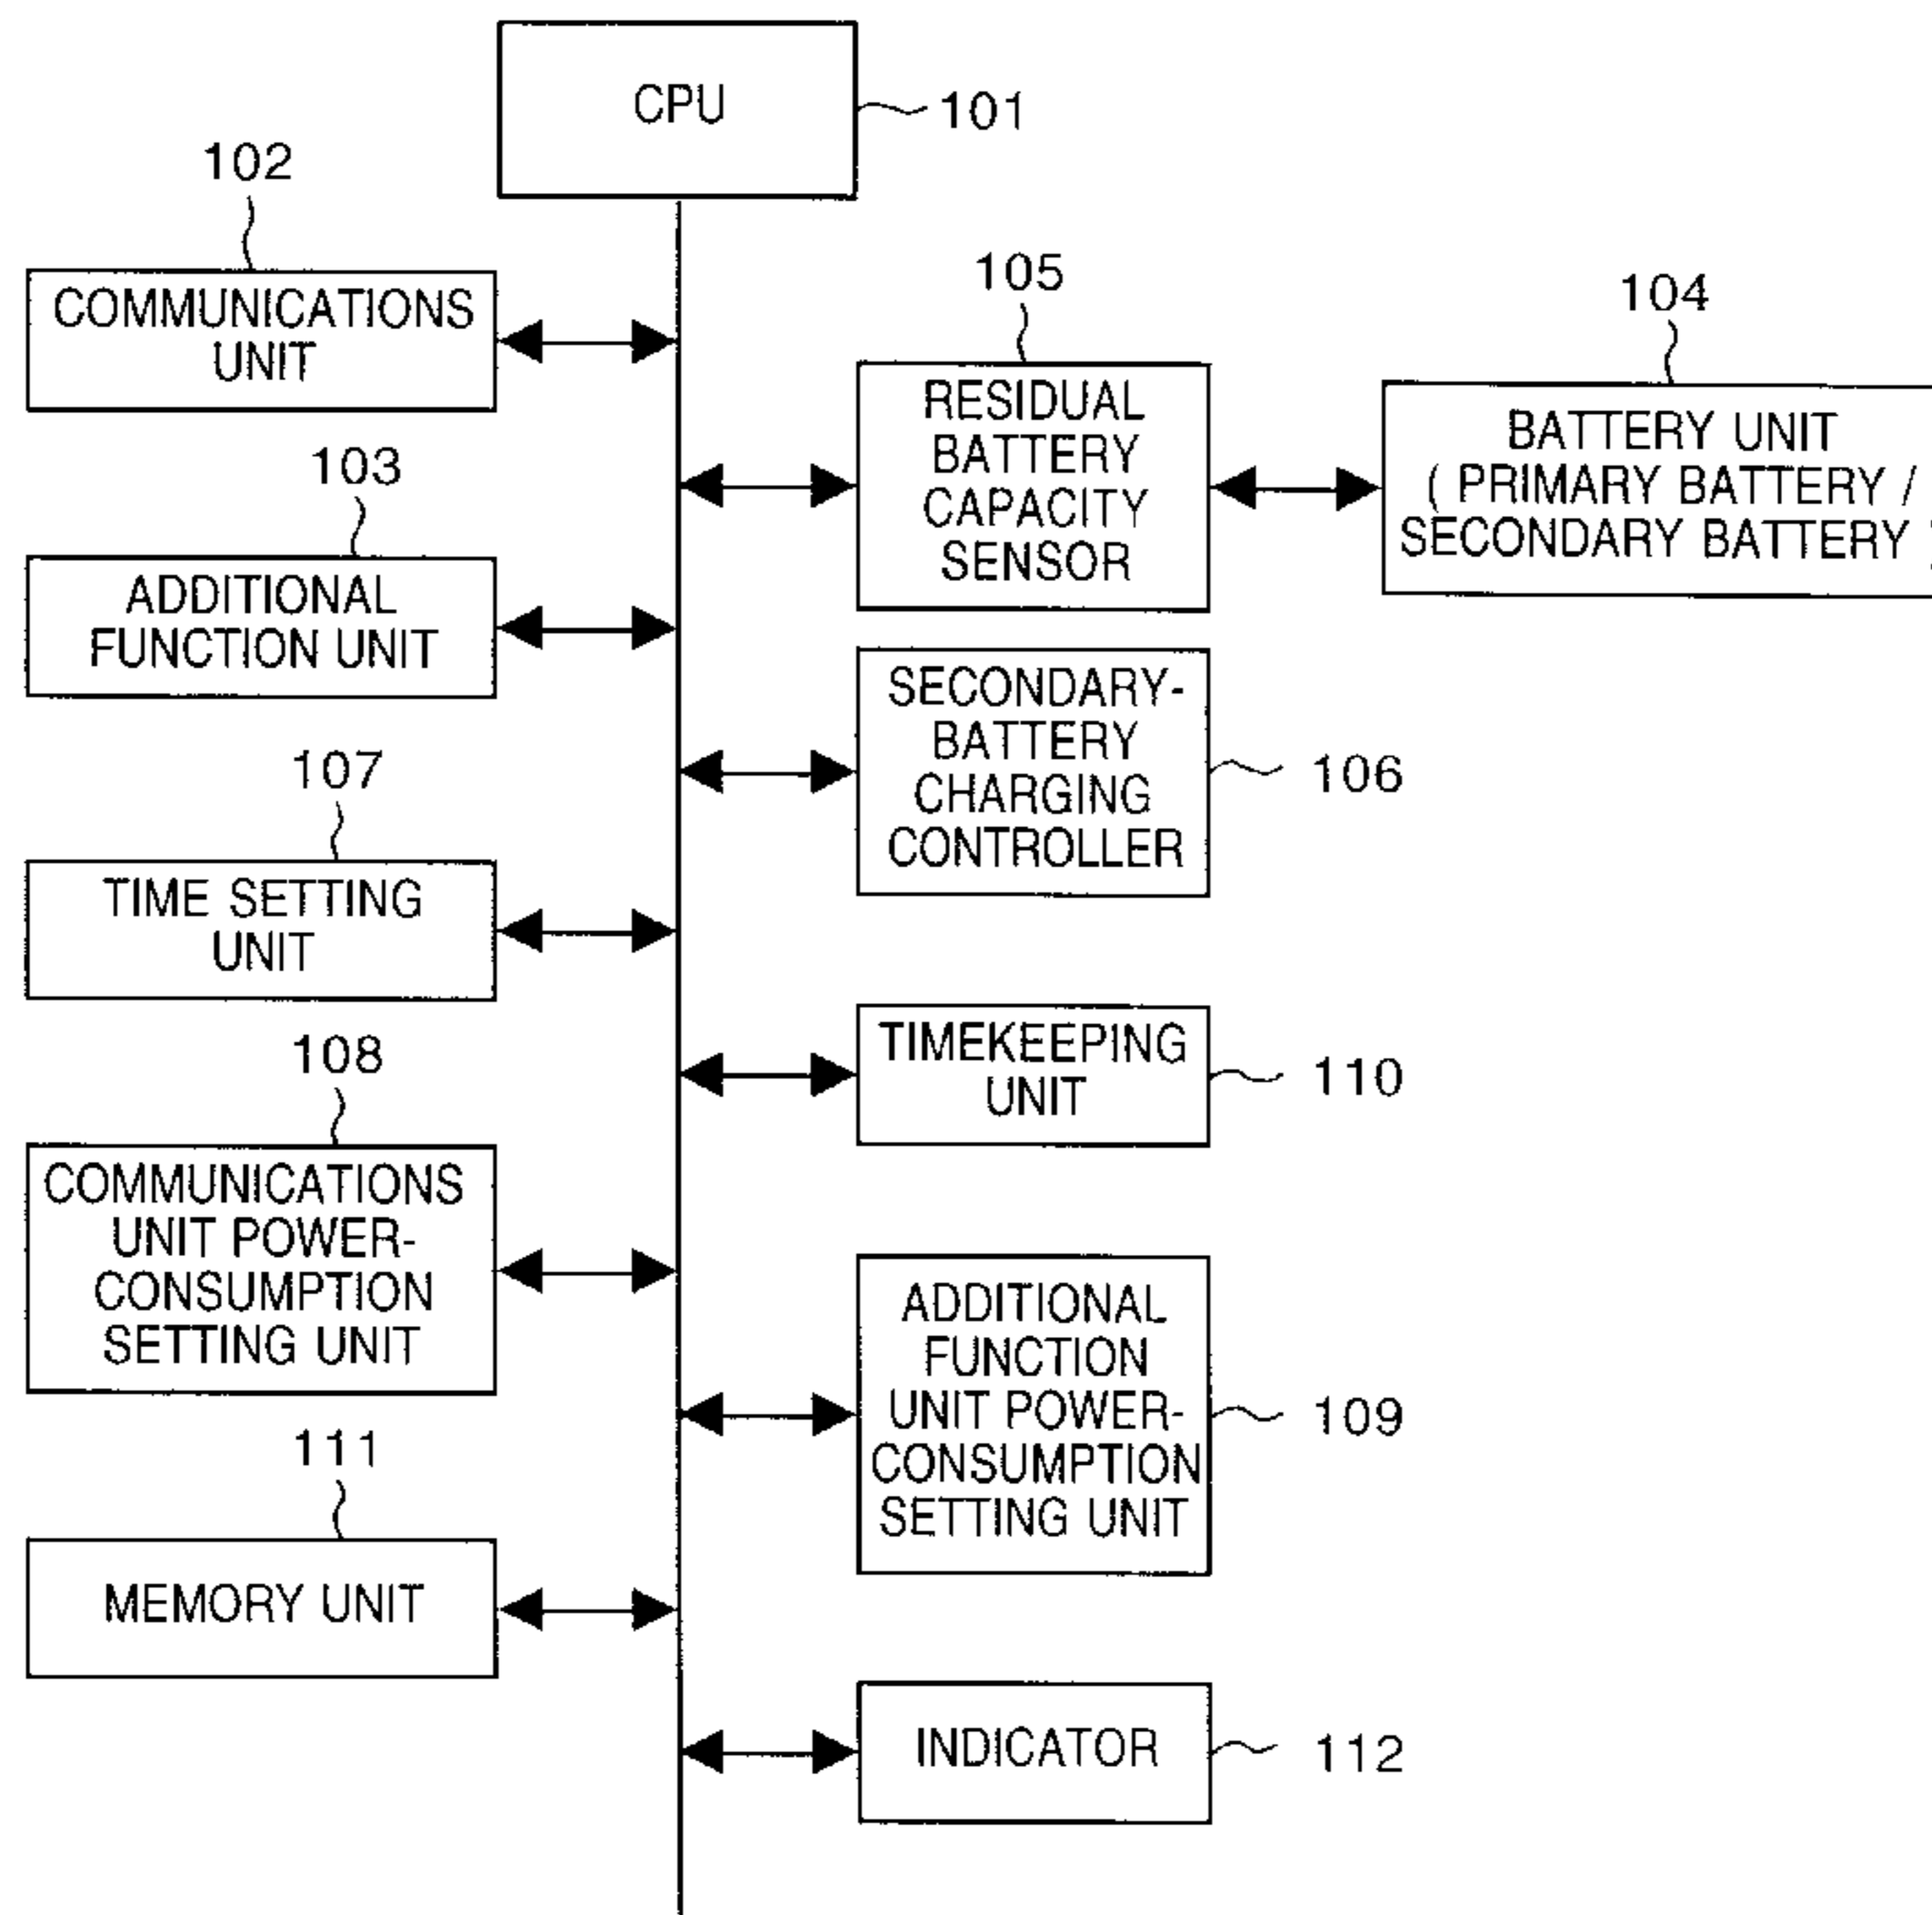 CPU
101
102
COMMUNICATIONS
UNIT
105
RESIDUAL
BATTERY
CAPACITY
SENSOR
104
BATTERY UNIT
( PRIMARY BATTERY /
SECONDARY BATTERY )
103
ADDITIONAL
FUNCTION UNIT
SECONDARY-
BATTERY
CHARGING
CONTROLLER
106
107
TIME SETTING
UNIT
TIMEKEEPING
UNIT
110
108
COMMUNICATIONS
UNIT POWER-
CONSUMPTION
SETTING UNIT
ADDITIONAL
FUNCTION
UNIT POWER-
CONSUMPTION
SETTING UNIT
109
111
MEMORY UNIT
INDICATOR
112